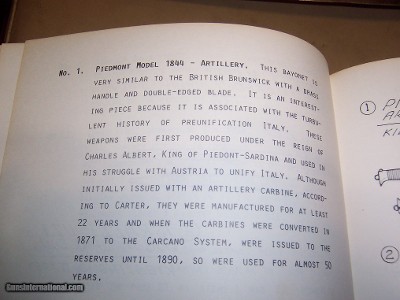 No. 1. PIEDMONT MODEL 1844 - ARTILLERY. THIS BAYONET IS
VERY SIMILAR TO THE BRITISH BRUNSWICK WITH A BRASS
HANDLE AND DOUBLE-EDGED BLADE. IT IS AN INTEREST-
ING PIECE BECAUSE IT IS ASSOCIATED WITH THE TURBU-
LENT HISTORY OF PREUNIFICATION ITALY. THESE
WEAPONS WERE FIRST PRODUCED UNDER THE REIGN OF
CHARLES ALBERT, KING OF PIEDONT-SARDINA AND USED IN
HIS STRUGGLE WITH AUSTRIA TO UNIFY ITALY. ALTHOUGH
INITIALLY ISSUED WITH AN ARTILLERY CARBINE, ACCORD-
ING TO CARTER, THEY WERE MANUFACTURED FOR AT LEAST
22 YEARS AND WHEN THE CARBINES WERE CONVERTED IN
1871 TO THE CARCANO SYSTEM, WERE ISSUED TO THE
RESERVES UNTIL 1890, SO WERE USED FOR ALMOST 50
YEARS.
1
2
GunsInternational.com